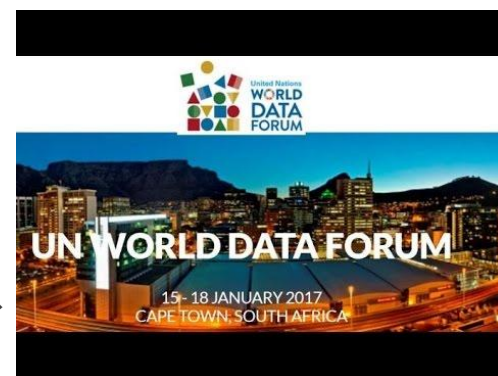 United Nations
WORLD
DATA
FORUM
UN WORLD DATA FORUM
15 - 18 JANUARY 2017
CAPE TOWN, SOUTH AFRICA